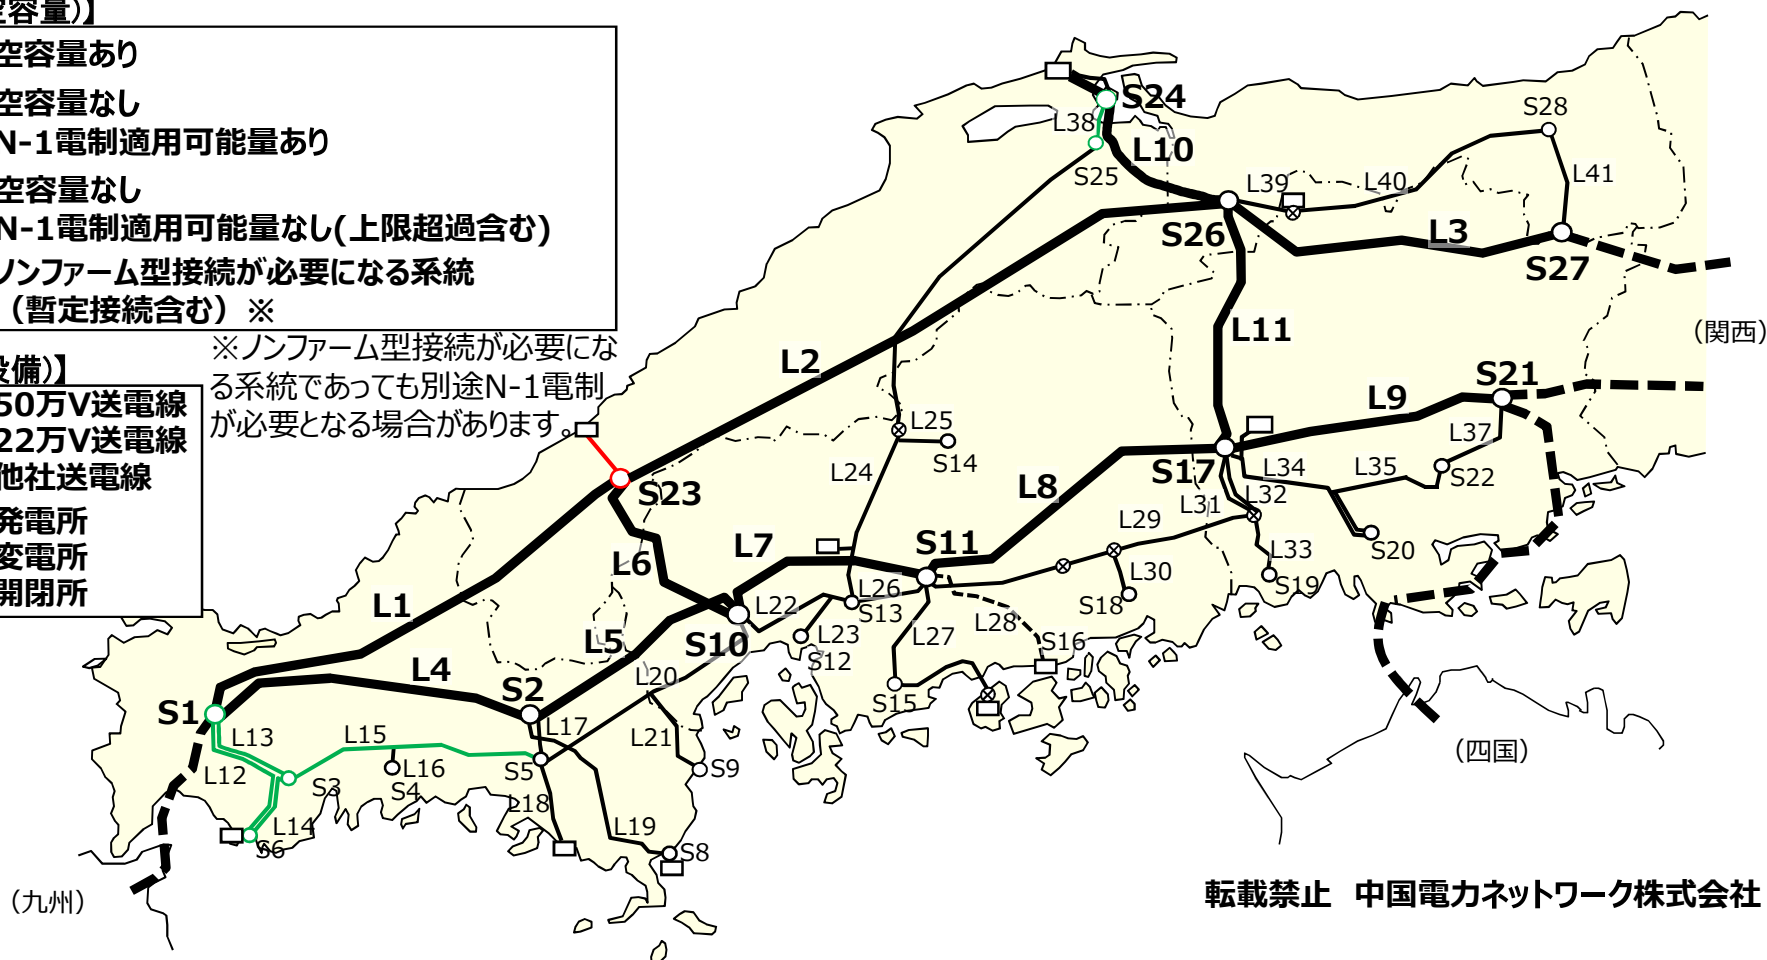 空容量)】
空容量あり
空容量なし
N-1電制適用可能量あり
空容量なし
N-1電制適用可能量なし(上限超過含む)
ノンファーム型接続が必要になる系統
（暫定接続含む）※
※ノンファーム型接続が必要にな
る系統であっても別途N-1電制
が必要となる場合があります。
設備)】
50万V送電線
22万V送電線
他社送電線
発電所
変電所
開閉所
S24
L38
L10
S25
S28
L39
L40
L41
S26
L3
S27
L2
L11
(関西)
L25
S14
L24
S21
L9
L37
S17
L34
L35
S22
S23
L8
L31
L32
L29
S20
L7
S11
L6
L33
S19
L30
S18
L1
L22
L26
S13
L5
S10
L23
S12
L27
L28
S16
L4
S2
L20
S15
S1
L13
L15
L17
L21
(四国)
L12
S3
L16
S4
S5
S9
L18
L14
S6
L19
S8
(九州)
転載禁止 中国電力ネットワーク株式会社